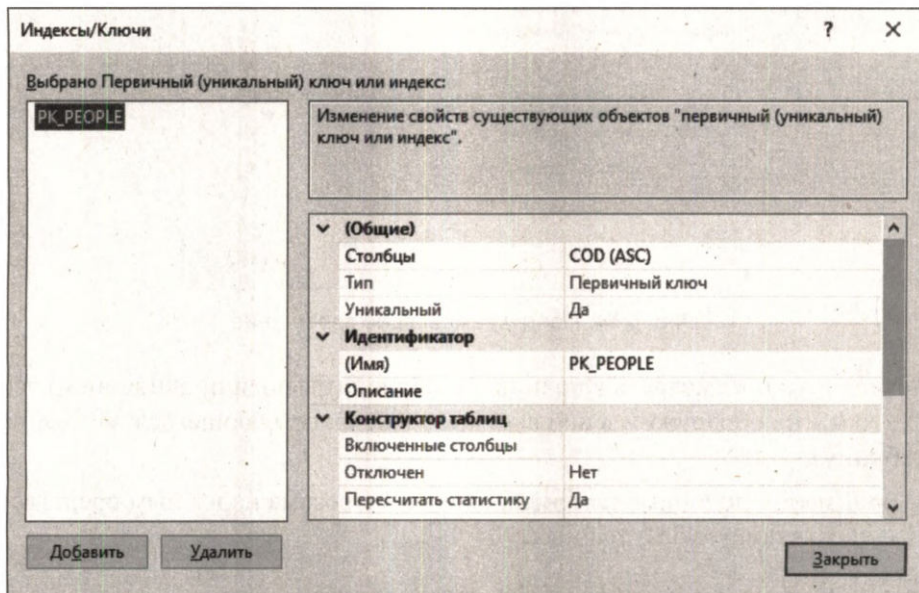 Индексы/Ключи
? ×
Выбрано Первичный (уникальный) ключ или индекс:
PK_PEOPLE
Изменение свойств существующих объектов "первичный (уникальный)
ключ или индекс".
(Общие)
Столбцы COD (ASC)
Тип Первичный ключ
Уникальный Да
Идентификатор
(Имя) PK_PEOPLE
Описание
Конструктор таблиц
Включенные столбцы
Отключен Нет
Пересчитать статистику Да
Добавить Удалить
Закрыть